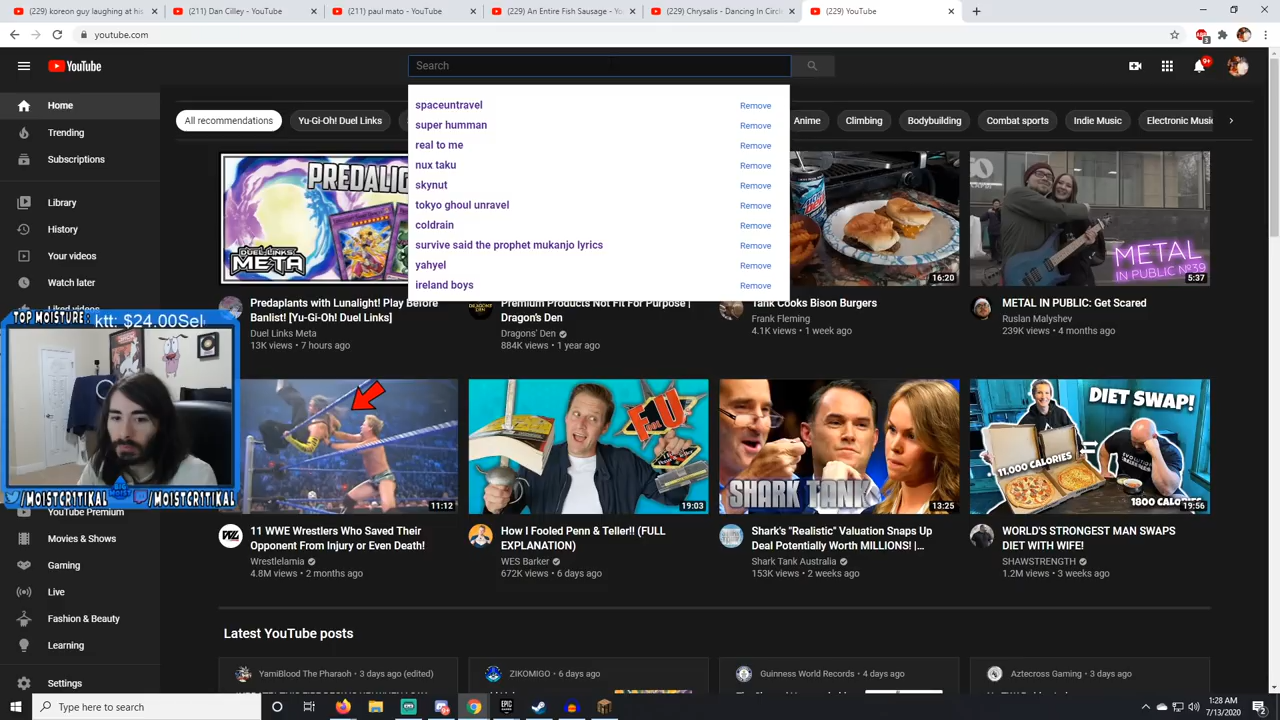 (229) korean guy laughing at his
(211) Dan Cilley - YouTube
(211) paul mato - YouTube
(229) An Entire Fish Sausage - Yo
(229) Chrysalis - Dancing In Circle
(229) YouTube
youtube.com
3
YouTube
Search
9+
Home
Trending
Subscriptions
Library
History
Your videos
Watch later
YouTube Premium
Movies & Shows
Gaming
Live
Fashion & Beauty
Learning
Settings
All recommendations
Yu-Gi-Oh! Duel Links
Anime
Climbing
Bodybuilding
Combat sports
Indie Music
Electronic Music
spaceuntravel Remove
super humman Remove
real to me Remove
nux taku Remove
skynut Remove
tokyo ghoul unravel Remove
coldrain Remove
survive said the prophet mukanjo lyrics Remove
yahyel Remove
ireland boys Remove
PREDALIG
DUEL LINKS
META
16:20
METAL
IN PUBLIC: NG
5:37
Predaplants with Lunalight! Play Before
Banlist! [Yu-Gi-Oh! Duel Links]
Duel Links Meta
13K views • 7 hours ago
DRAGONS'
DEN
Premium Products Not Fit For Purpose |
Dragon's Den
Dragons' Den
884K views • 1 year ago
Tank Cooks Bison Burgers
Frank Fleming
4.1K views • 1 week ago
METAL IN PUBLIC: Get Scared
Ruslan Malyshev
239K views • 4 months ago
TOP MOISTURE:
ktt: $24.00Sel
/MOISTCR1TIKAL
/MOISTCR1TIKAL
11:12
F U
19:03
SHARK TANK
13:25
DIET SWAP!
11,000 CALORIES
1800 CALORIES
19:56
11 WWE Wrestlers Who Saved Their
Opponent From Injury or Even Death!
Wrestlelamia
4.8M views • 2 months ago
How I Fooled Penn & Teller!! (FULL
EXPLANATION)
WES Barker
672K views • 6 days ago
Shark's "Realistic" Valuation Snaps Up
Deal Potentially Worth MILLIONS! |...
Shark Tank Australia
153K views • 2 weeks ago
WORLD'S STRONGEST MAN SWAPS
DIET WITH WIFE!
SHAWSTRENGTH
1.2M views • 3 weeks ago
Latest YouTube posts
YamiBlood The Pharaoh • 3 days ago (edited)
ZIKOMIGO • 6 days ago
Guinness World Records • 4 days ago
Aztecross Gaming • 3 days ago
Type here to search
EPIC
1:28 AM
7/13/2020
2